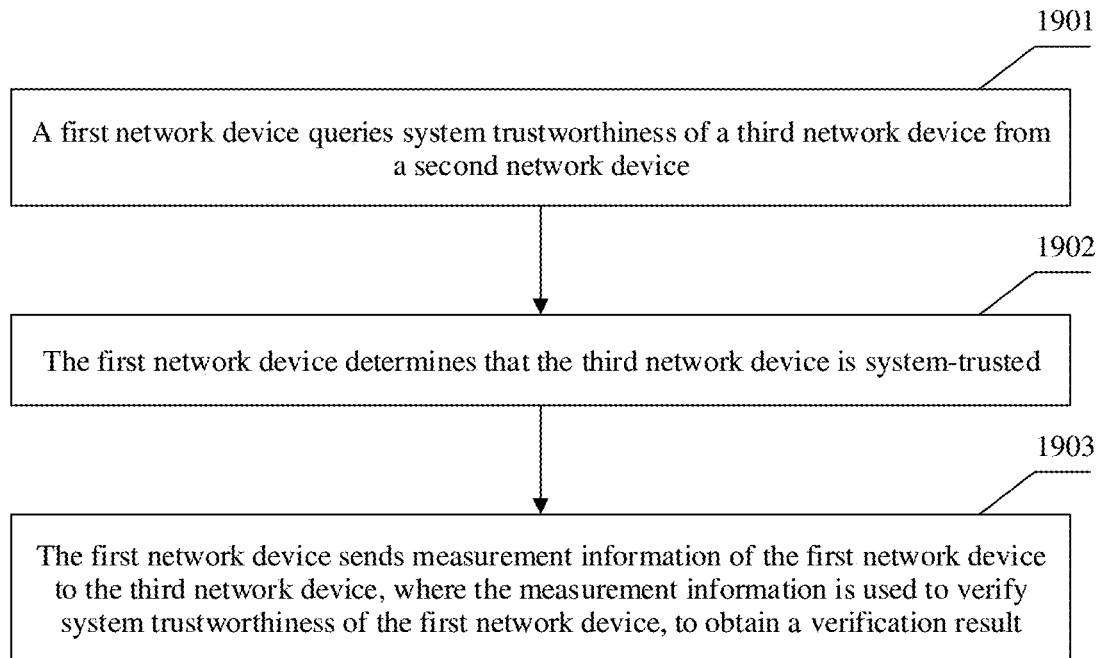 1901
A first network device queries system trustworthiness of a third network device from
a second network device
1902
The first network device determines that the third network device is system-trusted
1903
The first network device sends measurement information of the first network device
to the third network device, where the measurement information is used to verify
system trustworthiness of the first network device, to obtain a verification result